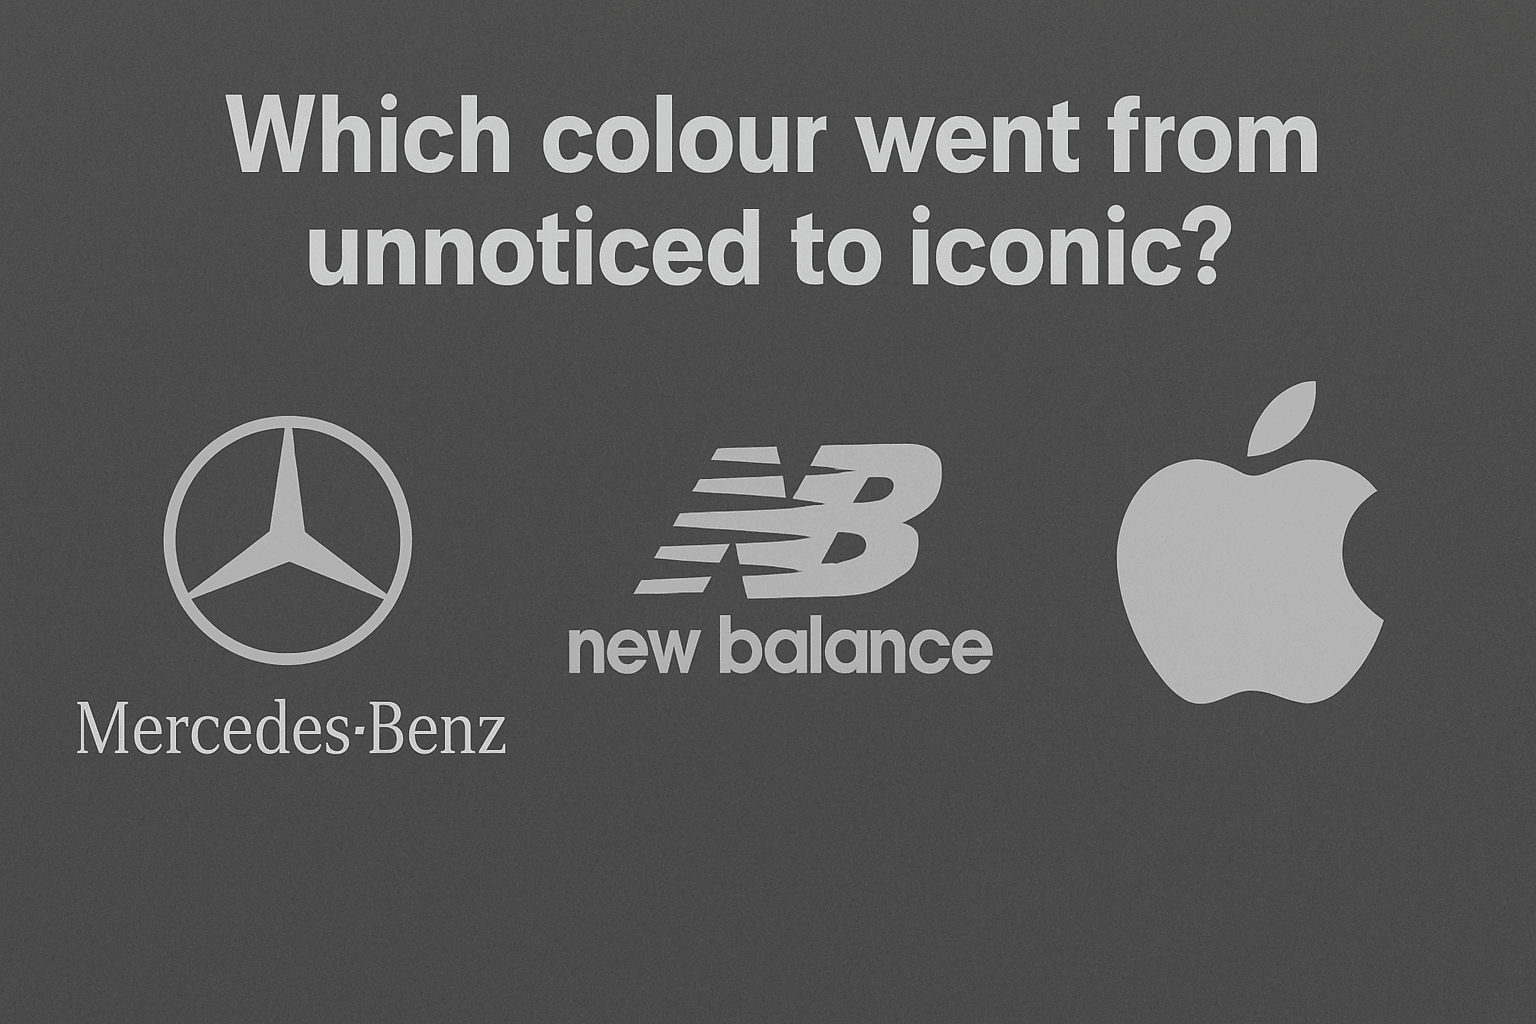 Which colour went from
unnoticed to iconic?
NB
new balance
Mercedes-Benz